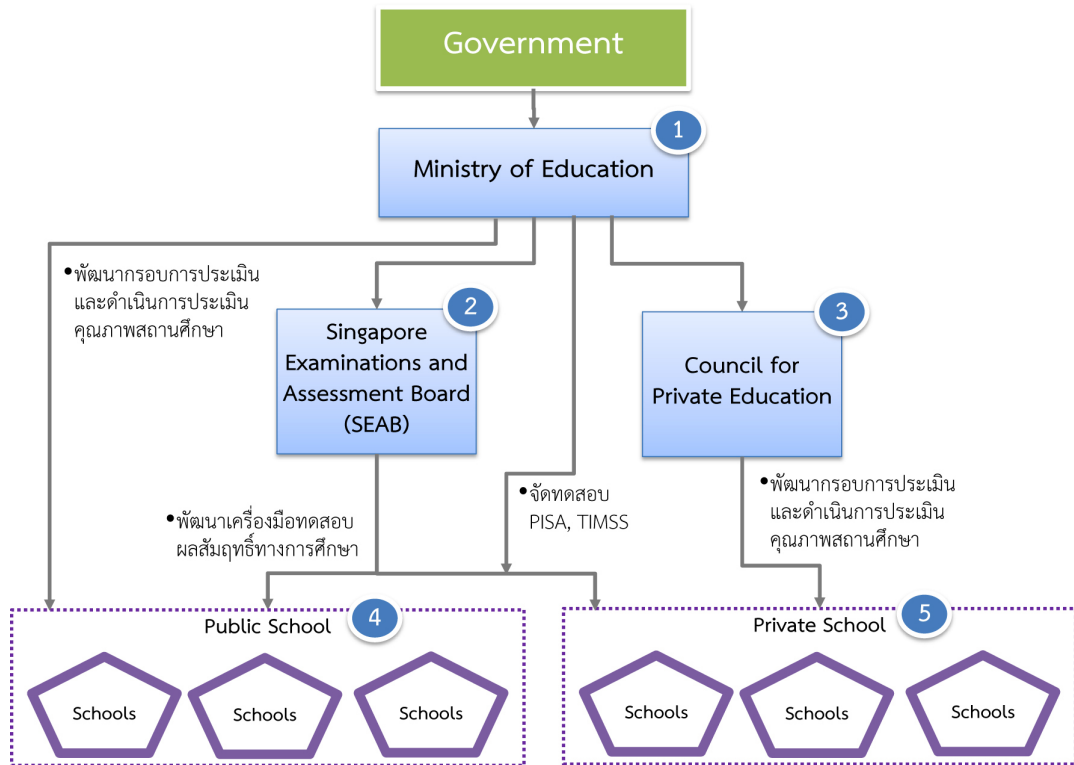 Government
1
Ministry of Education
•พัฒนากรอบการประเมิน
และดำเนินการประเมิน
คุณภาพสถานศึกษา
2
Singapore
Examinations and
Assessment Board
(SEAB)
3
Council for
Private Education
•พัฒนาเครื่องมือทดสอบ
ผลสัมฤทธิ์ทางการศึกษา
•จัดทดสอบ
PISA, TIMSS
•พัฒนากรอบการประเมิน
และดำเนินการประเมิน
คุณภาพสถานศึกษา
Public School
4
Schools
Schools
Schools
Private School
5
Schools
Schools
Schools